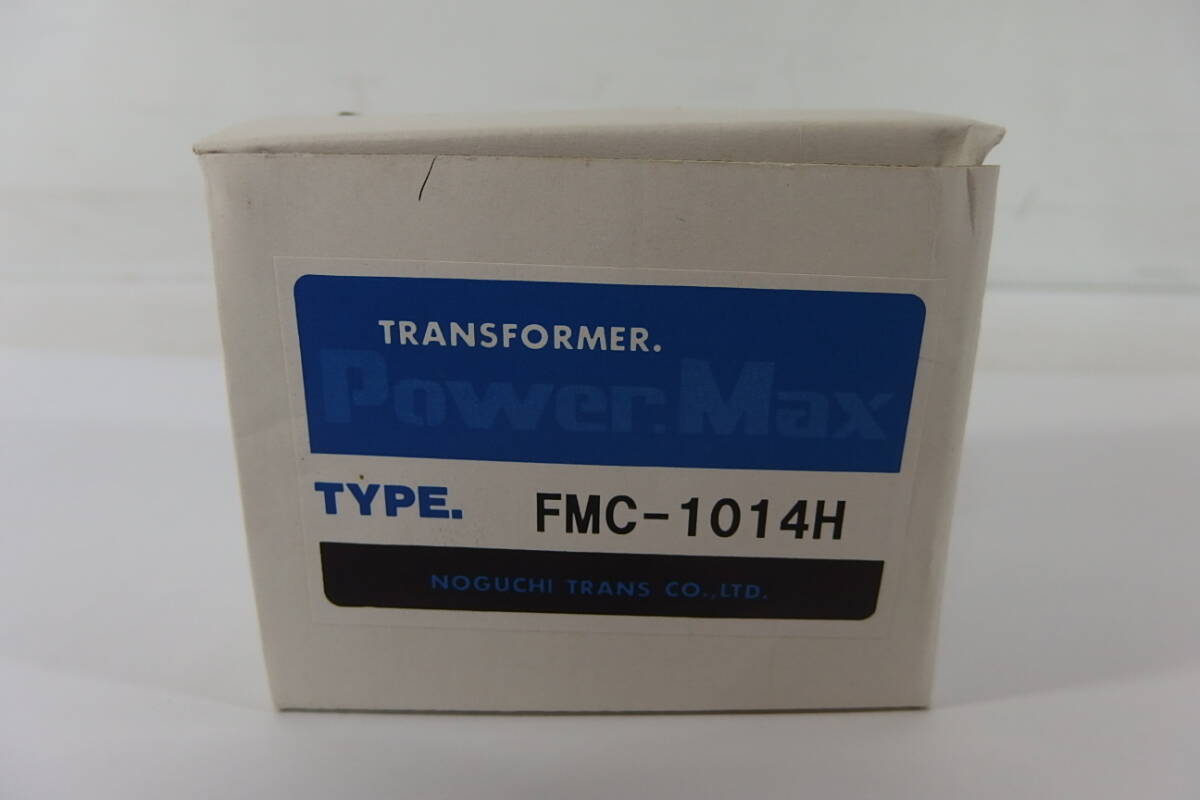 TRANSFORMER.
Power.Max
TYPE. FMC-1014H
NOGUCHI TRANS CO.,LTD.